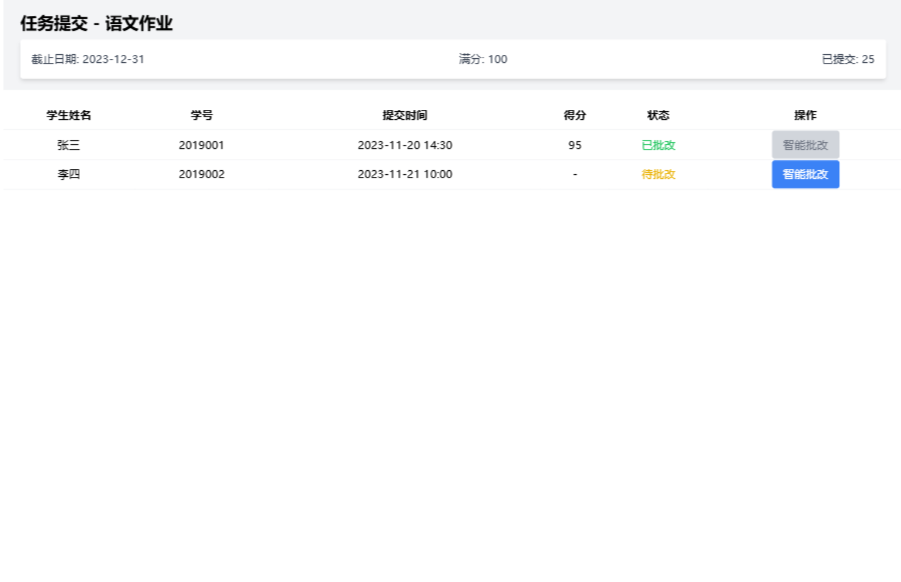 任务提交 - 语文作业
截止日期: 2023-12-31 满分: 100 已提交: 25
学生姓名 学号 提交时间 得分 状态 操作
张三 2019001 2023-11-20 14:30 95 已批改 智能批改
李四 2019002 2023-11-21 10:00 - 待批改 智能批改